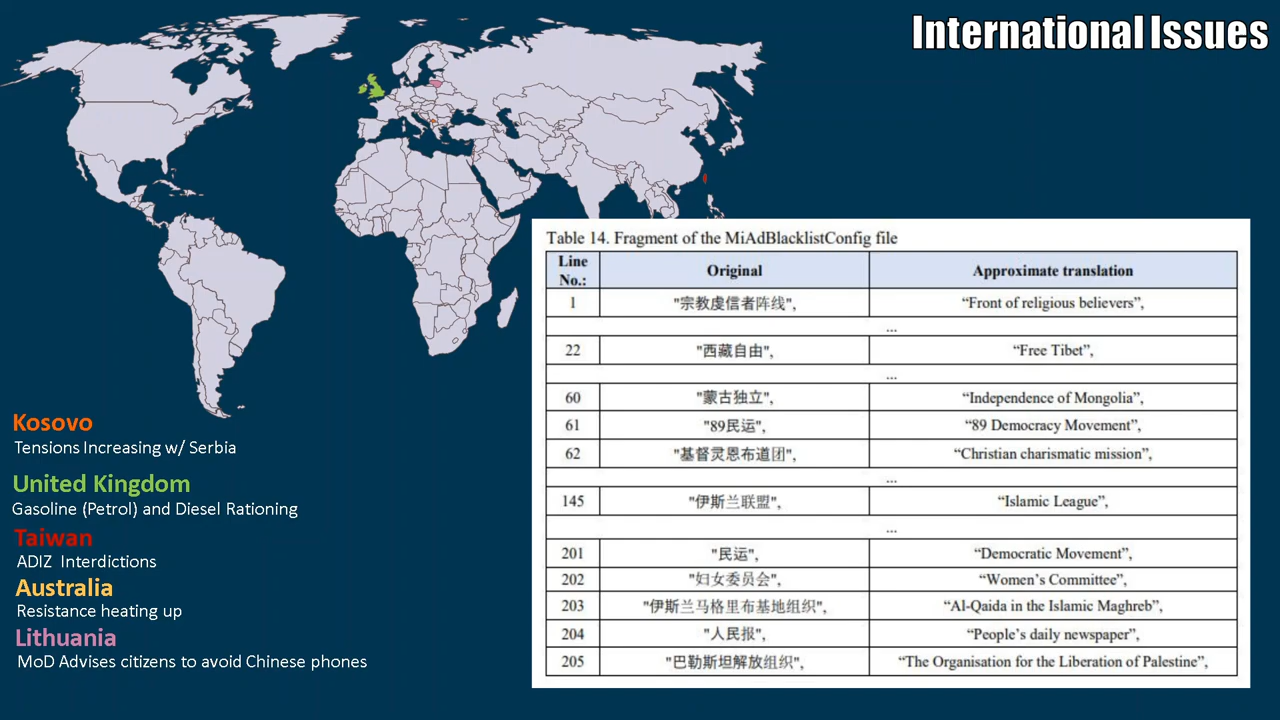 International Issues
Kosovo
Tensions Increasing w/ Serbia
United Kingdom
Gasoline (Petrol) and Diesel Rationing
Taiwan
ADIZ Interdictions
Australia
Resistance heating up
Lithuania
MoD Advises citizens to avoid Chinese phones
Table 14. Fragment of the MiAdBlacklistConfig file
Line No.: Original Approximate translation
1 "宗教虔信者阵线", “Front of religious believers”,
...
22 "西藏自由", “Free Tibet”,
...
60 "蒙古独立", “Independence of Mongolia”,
61 "89民运", “89 Democracy Movement”,
62 "基督灵恩布道团", “Christian charismatic mission”,
...
145 "伊斯兰联盟", “Islamic League”,
...
201 "民运", “Democratic Movement”,
202 "妇女委员会", “Women’s Committee”,
203 "伊斯兰马格里布基地组织", “Al-Qaida in the Islamic Maghreb”,
204 "人民报", “People’s daily newspaper”,
205 "巴勒斯坦解放组织", “The Organisation for the Liberation of Palestine”,